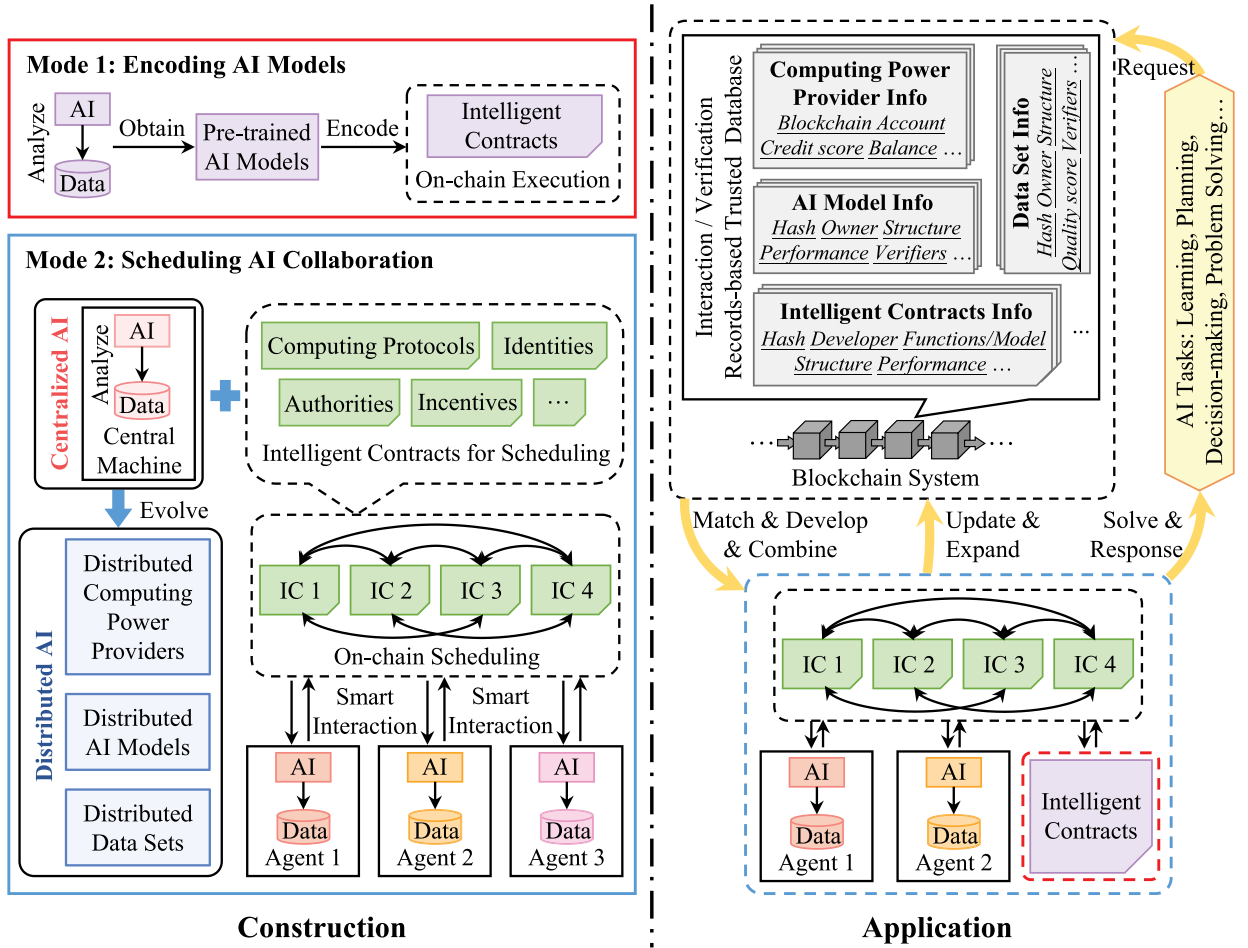 Mode 1: Encoding AI Models
Analyze
AI
Data
Obtain
Pre-trained
AI Models
Encode
Intelligent
Contracts
On-chain Execution
Mode 2: Scheduling AI Collaboration
Centralized AI
Analyze
AI
Data
Central
Machine
Computing Protocols
Identities
Authorities
Incentives
...
Intelligent Contracts for Scheduling
Evolve
Distributed AI
Distributed
Computing
Power
Providers
Distributed
AI Models
Distributed
Data Sets
IC 1
IC 2
IC 3
IC 4
On-chain Scheduling
Smart
Interaction
Smart
Interaction
AI
Data
Agent 1
AI
Data
Agent 2
AI
Data
Agent 3
Construction
Interaction / Verification
Records-based Trusted Database
Computing Power
Provider Info
Blockchain Account
Credit score Balance ...
AI Model Info
Hash Owner Structure
Performance Verifiers ...
Data Set Info
Hash Owner Structure
Quality score Verifiers ...
Intelligent Contracts Info
Hash Developer Functions/Model
Structure Performance ...
...
... ...
Blockchain System
Request
AI Tasks: Learning, Planning,
Decision-making, Problem Solving...
Match & Develop
& Combine
Update &
Expand
Solve &
Response
IC 1
IC 2
IC 3
IC 4
AI
Data
Agent 1
AI
Data
Agent 2
Intelligent
Contracts
Application